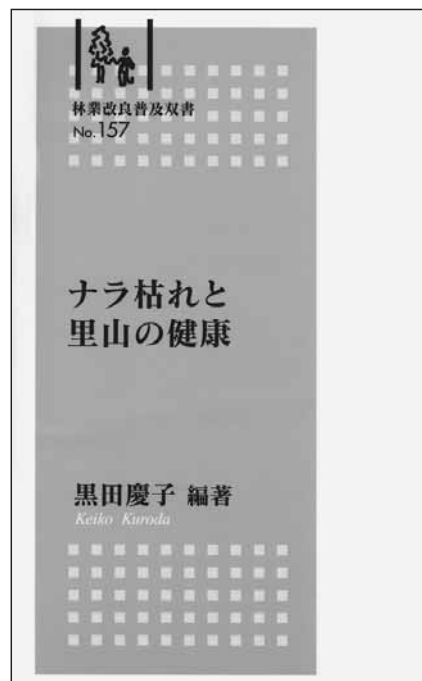 林業改良普及双書
No.157
ナラ枯れと
里山の健康
黒田慶子 編著
Keiko Kuroda